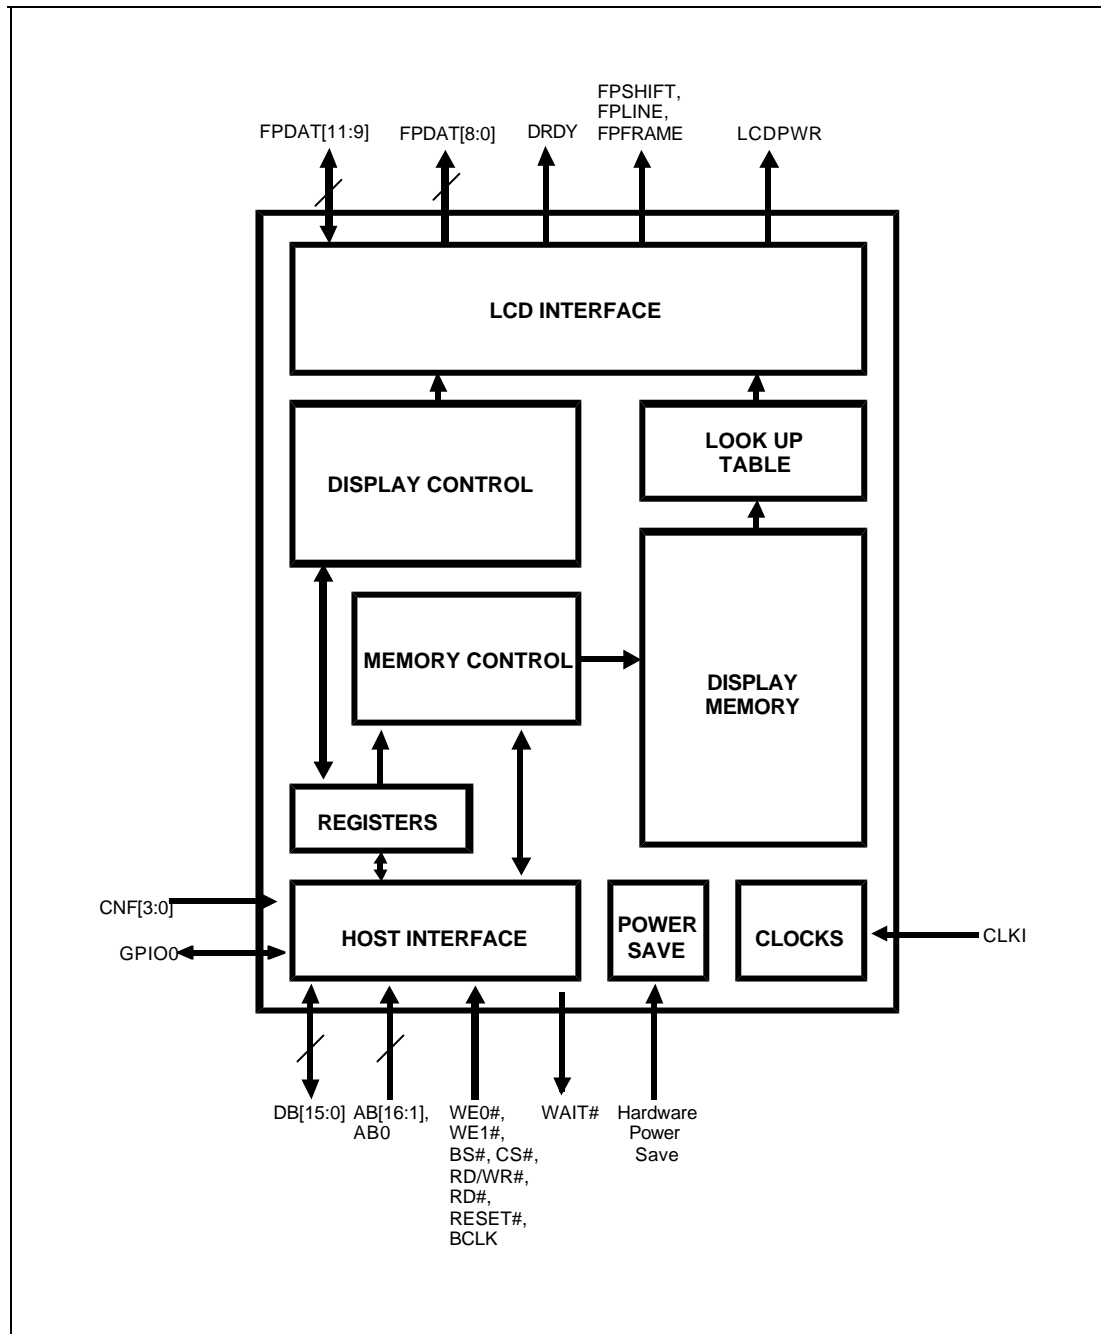 FPSHIFT,
FPLINE,
FPFRAME
FPDAT[11:9]
FPDAT[8:0]
DRDY
LCDPWR
LCD INTERFACE
DISPLAY CONTROL
LOOK UP
TABLE
MEMORY CONTROL
DISPLAY
MEMORY
REGISTERS
CNF[3:0]
GPIO0
HOST INTERFACE
POWER
SAVE
CLOCKS
CLKI
DB[15:0]
AB[16:1],
AB0
WE0#,
WE1#,
BS#, CS#,
RD/WR#,
RD#,
RESET#,
BCLK
WAIT#
Hardware
Power
Save